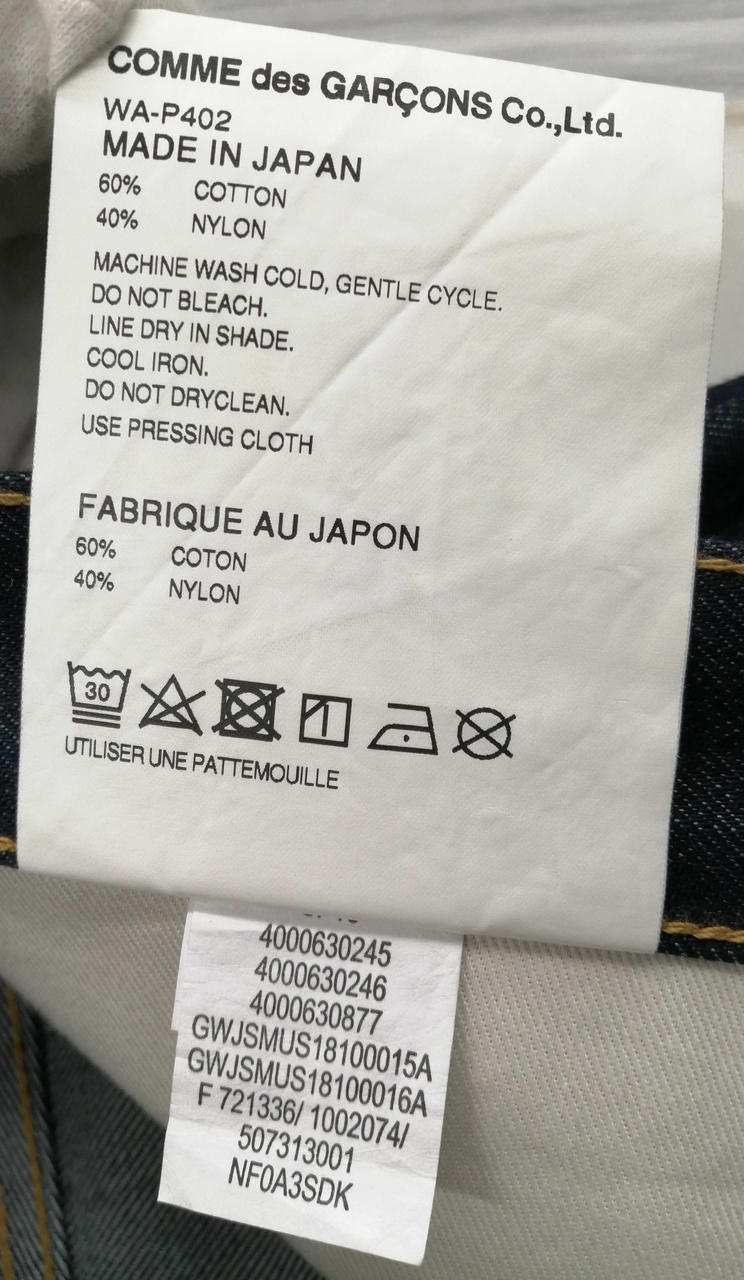 COMME des GARÇONS Co.,Ltd.
WA-P402
MADE IN JAPAN
60% COTTON
40% NYLON
MACHINE WASH COLD, GENTLE CYCLE.
DO NOT BLEACH.
LINE DRY IN SHADE.
COOL IRON.
DO NOT DRYCLEAN.
USE PRESSING CLOTH
FABRIQUE AU JAPON
60% COTON
40% NYLON
30
UTILISER UNE PATTEMOUILLE
4000630245
4000630246
4000630877
GWJSMUS18100015A
GWJSMUS18100016A
F 721336/ 1002074/
507313001
NF0A3SDK